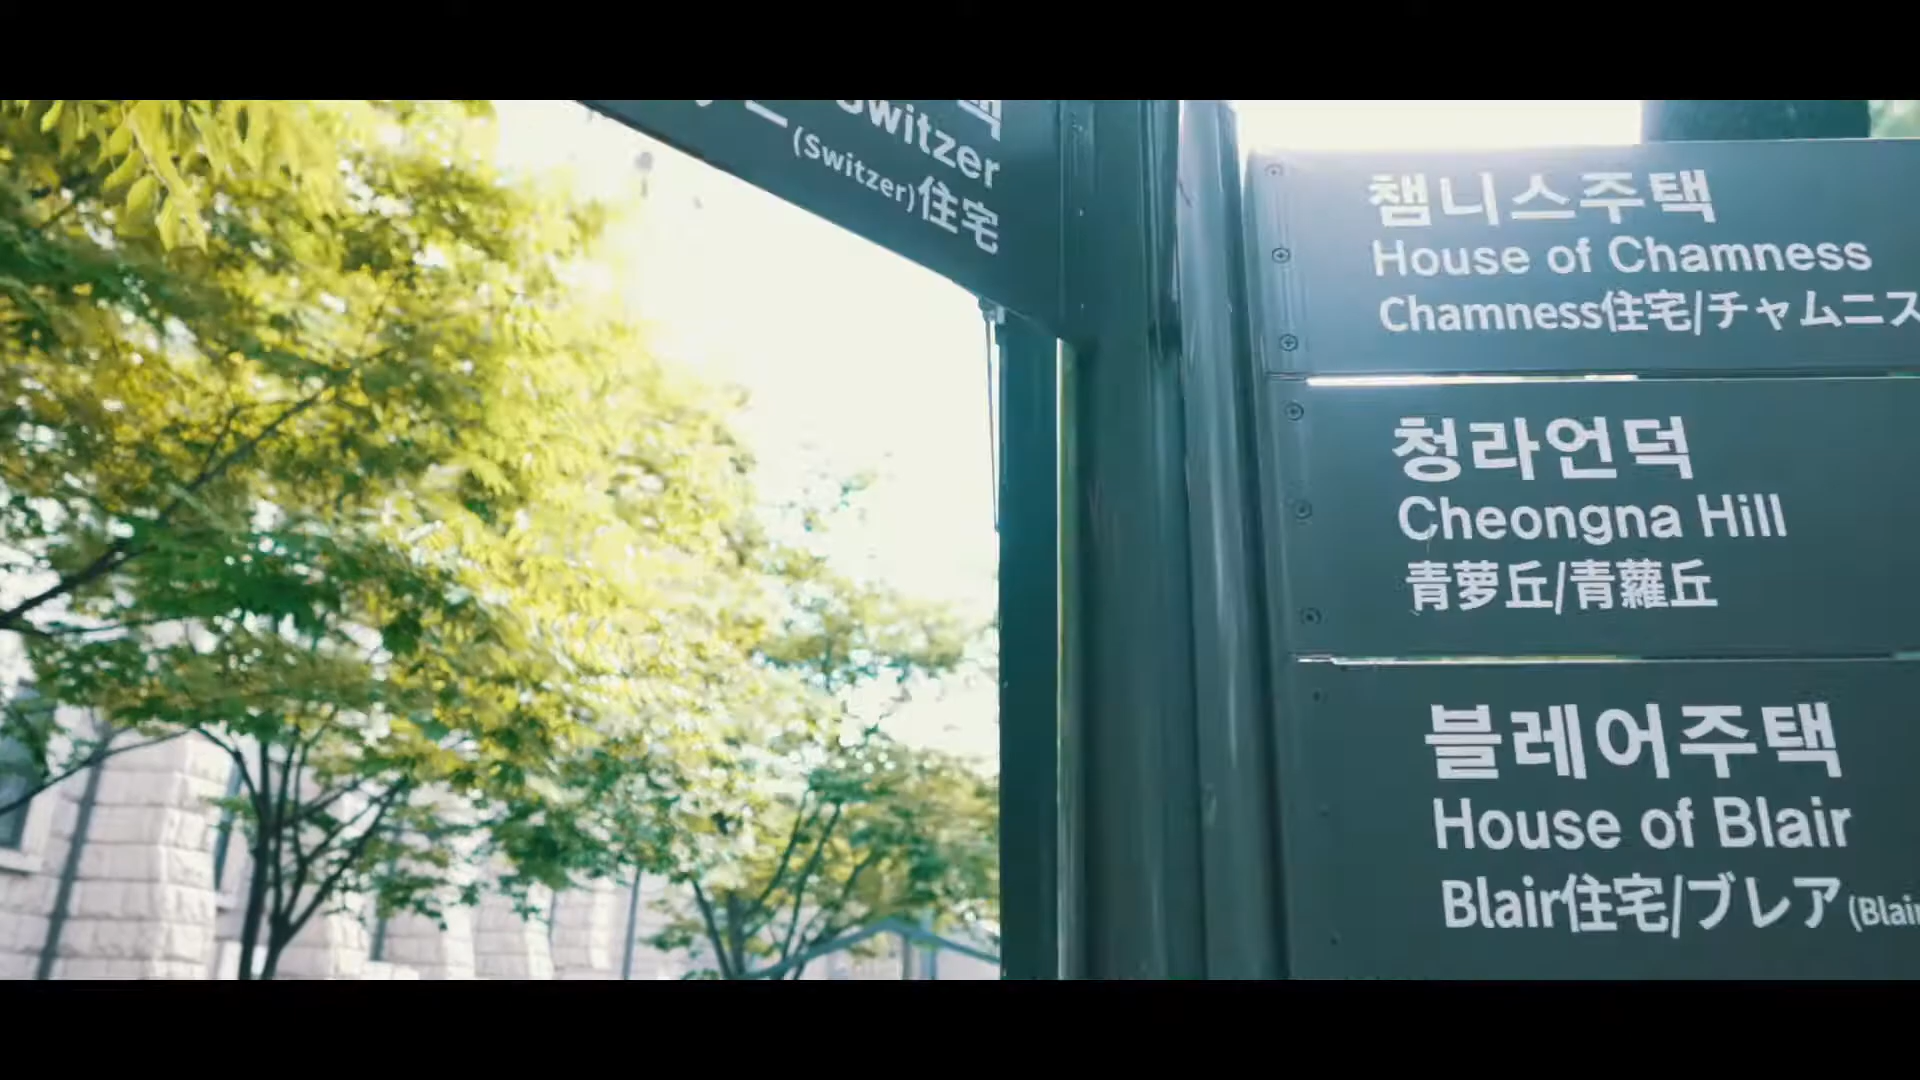 Switzer
(Switzer)住宅
챔니스주택
House of Chamness
Chamness住宅/チャムニス
청라언덕
Cheongna Hill
青萝丘/青蘿丘
블레어주택
House of Blair
Blair住宅/ブレア(Blair